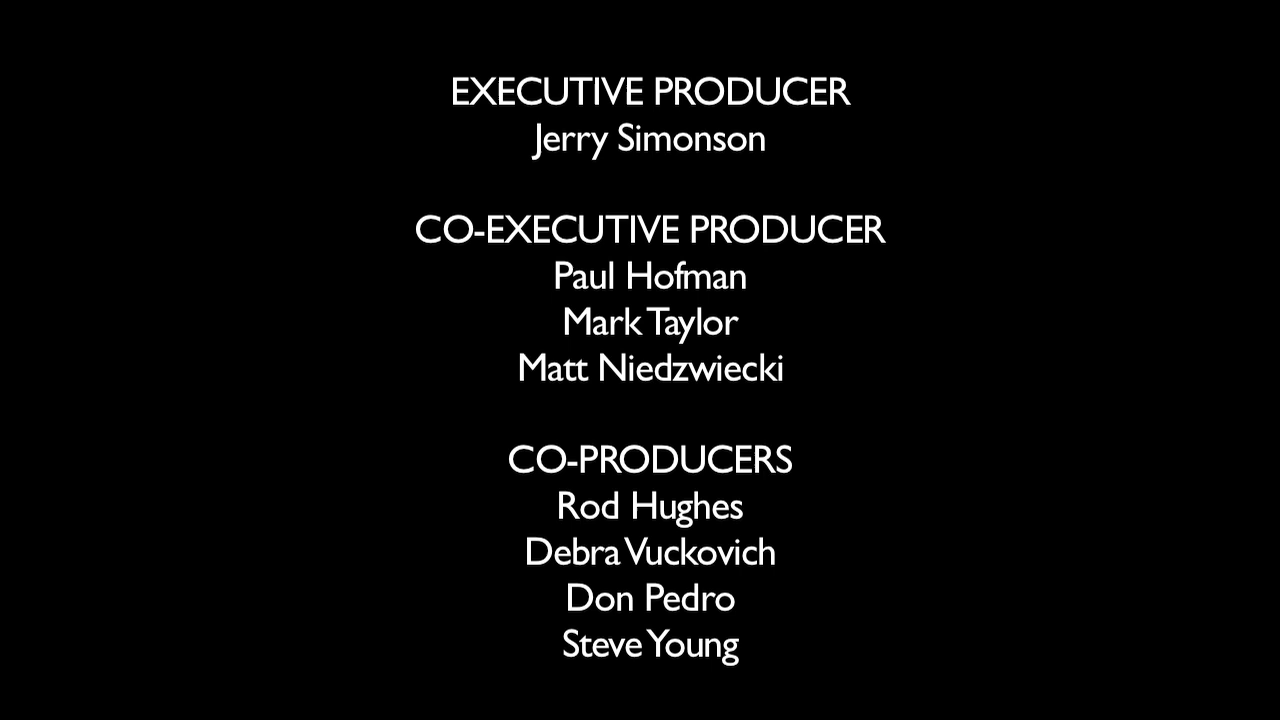 EXECUTIVE PRODUCER
Jerry Simonson
CO-EXECUTIVE PRODUCER
Paul Hofman
Mark Taylor
Matt Niedzwiecki
CO-PRODUCERS
Rod Hughes
Debra Vuckovich
Don Pedro
Steve Young